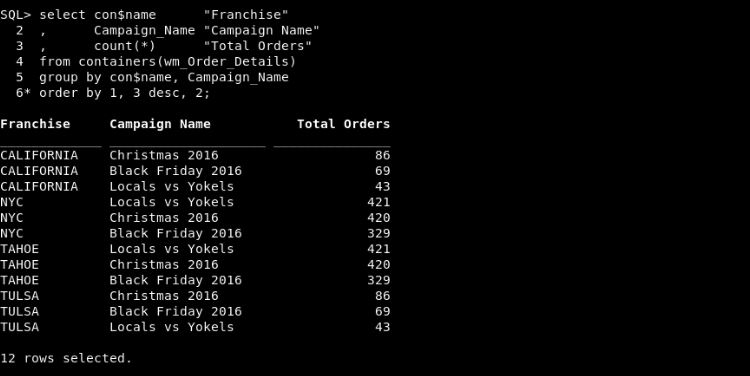 SQL> select con$name      "Franchise"
  2  ,      Campaign_Name "Campaign Name"
  3  ,      count(*)      "Total Orders"
  4  from containers(wm_Order_Details)
  5  group by con$name, Campaign_Name
  6* order by 1, 3 desc, 2;
Franchise     Campaign Name           Total Orders
_____________ ____________________ _______________
CALIFORNIA    Christmas 2016                    86
CALIFORNIA    Black Friday 2016                 69
CALIFORNIA    Locals vs Yokels                  43
NYC           Locals vs Yokels                 421
NYC           Christmas 2016                   420
NYC           Black Friday 2016                329
TAHOE         Locals vs Yokels                 421
TAHOE         Christmas 2016                   420
TAHOE         Black Friday 2016                329
TULSA         Christmas 2016                    86
TULSA         Black Friday 2016                 69
TULSA         Locals vs Yokels                  43
12 rows selected.